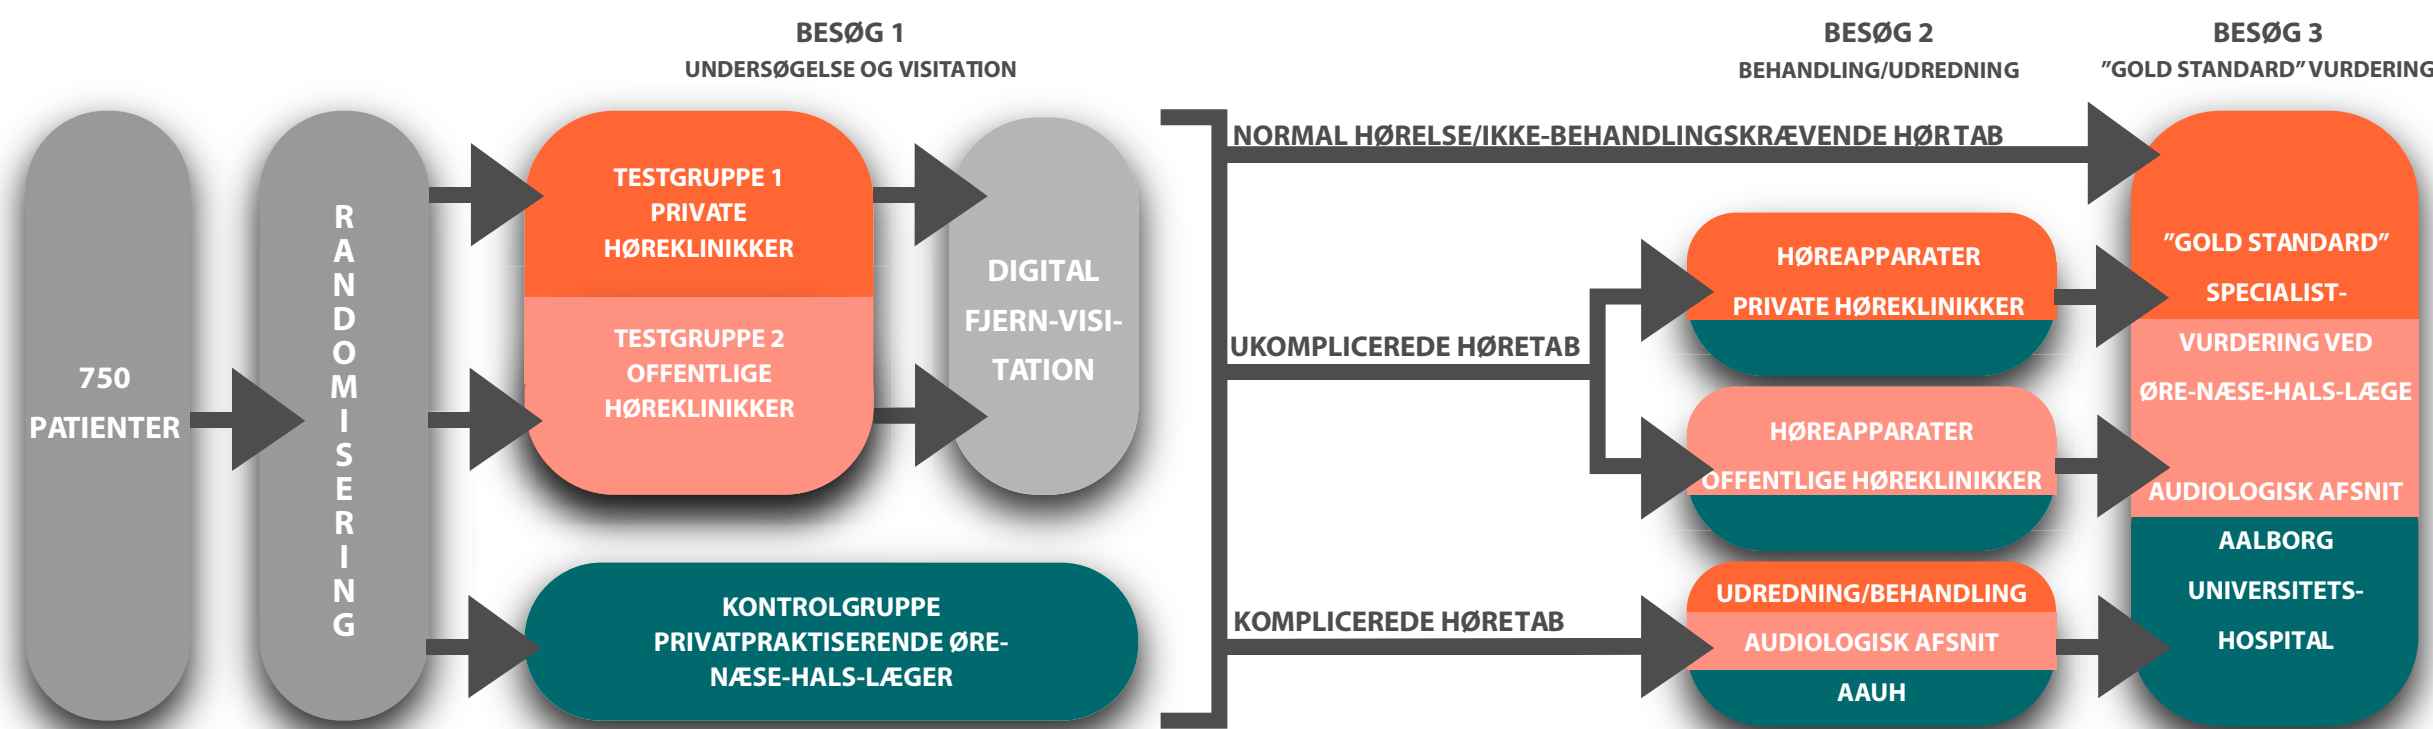 BESØG 1
UNDERSØGELSE OG VISITATION
BESØG 2
BEHANDLING/UDREDNING
BESØG 3
”GOLD STANDARD” VURDERING
750
PATIENTER
RANDOMISERING
TESTGRUPPE 1
PRIVATE
HØREKLINIKKER
TESTGRUPPE 2
OFFENTLIGE
HØREKLINIKKER
DIGITAL
FJERN-VISI-
TATION
KONTROLGRUPPE
PRIVATPRAKTISERENDE ØRE-
NÆSE-HALS-LÆGER
NORMAL HØRELSE/IKKE-BEHANDLINGSKRÆVENDE HØR TAB
UKOMPLICEREDE HØRETAB
KOMPLICEREDE HØRETAB
HØREAPPARATER
PRIVATE HØREKLINIKKER
HØREAPPARATER
OFFENTLIGE HØREKLINIKKER
UDREDNING/BEHANDLING
AUDIOLOGISK AFSNIT
AAUH
”GOLD STANDARD”
SPECIALIST-
VURDERING VED
ØRE-NÆSE-HALS-LÆGE
AUDIOLOGISK AFSNIT
AALBORG
UNIVERSITETS-
HOSPITAL